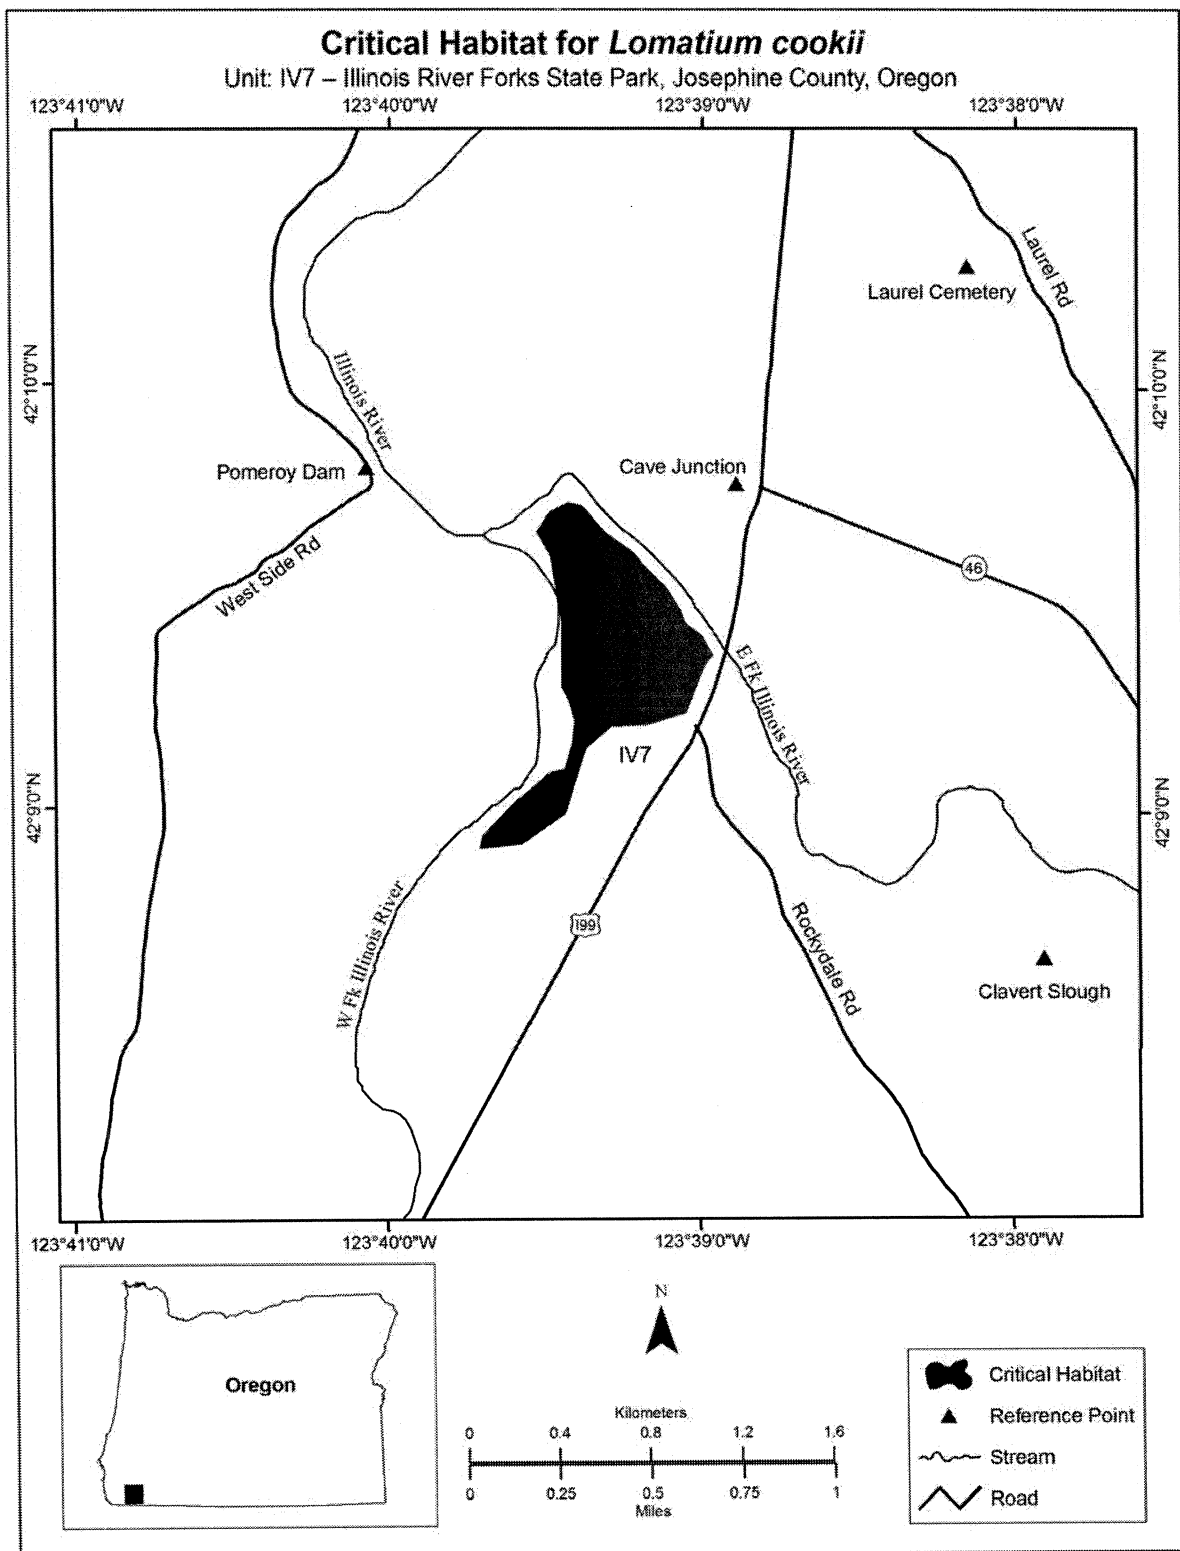 Critical Habitat for Lomatium cookii
Unit: IV7 – Illinois River Forks State Park, Josephine County, Oregon
123°41'0"W
123°40'0"W
123°39'0"W
123°38'0"W
Laurel Rd
Laurel Cemetery
42°10'0"N
42°10'0"N
Illinois River
Pomeroy Dam
Cave Junction
West Side Rd
46
E Fk Illinois River
IV7
42°9'0"N
42°9'0"N
W Fk Illinois River
199
Rockydale Rd
Clavert Slough
123°41'0"W
123°40'0"W
123°39'0"W
123°38'0"W
Oregon
N
Kilometers
0 0.4 0.8 1.2 1.6
0 0.25 0.5 0.75 1
Miles
Critical Habitat
Reference Point
Stream
Road